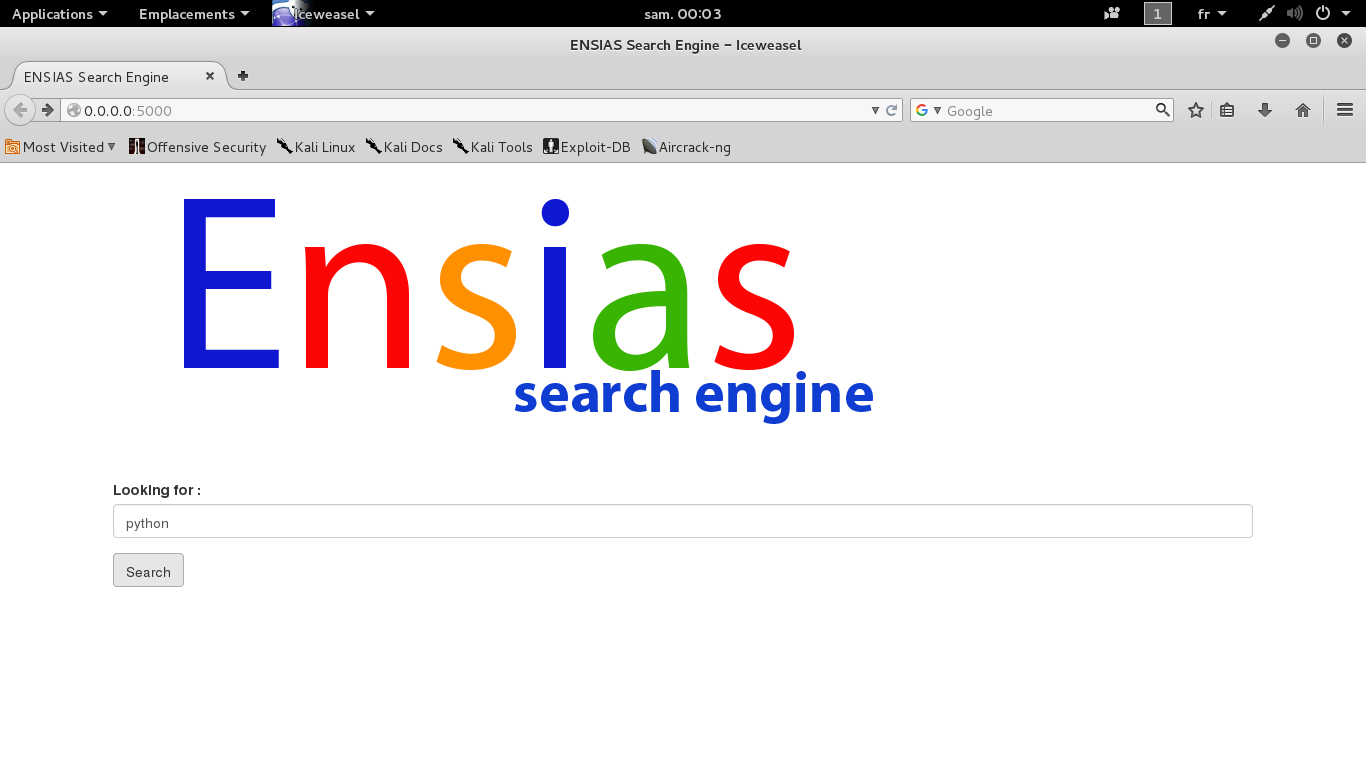 Applications Emplacements Iceweasel sam. 00:03 1 fr
ENSIAS Search Engine - Iceweasel
ENSIAS Search Engine
0.0.0.0:5000 Google
Most Visited Offensive Security Kali Linux Kali Docs Kali Tools Exploit-DB Aircrack-ng
Ensias
search engine
Looking for :
python
Search